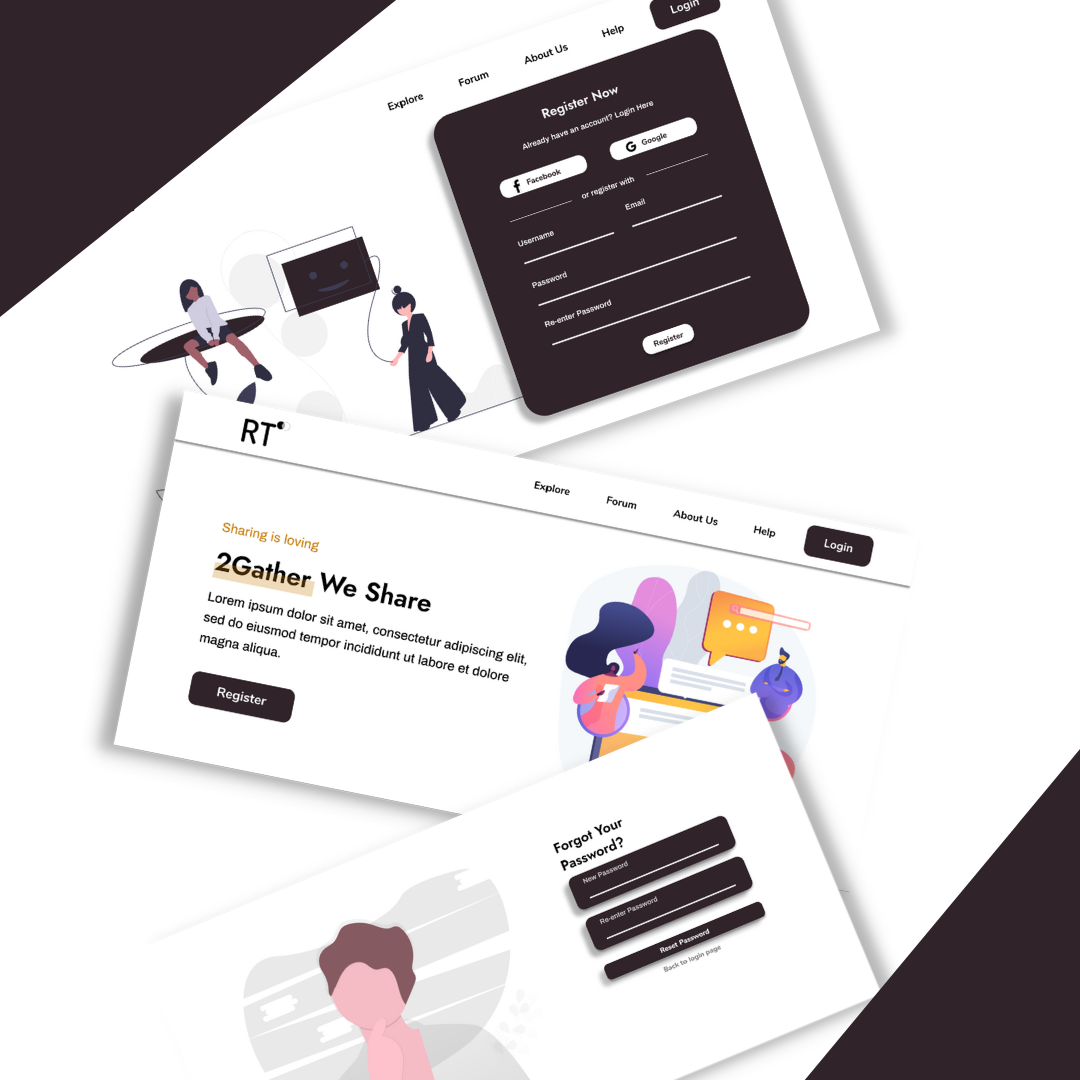 Explore
Forum
About Us
Help
Login
Register Now
Already have an account? Login Here
Facebook
Google
or register with
Username
Email
Password
Re-enter Password
Register
RT
Explore
Forum
About Us
Help
Login
Sharing is loving
2Gather We Share
Lorem ipsum dolor sit amet, consectetur adipiscing elit,
sed do eiusmod tempor incididunt ut labore et dolore
magna aliqua.
Register
Forgot Your
Password?
New Password
Re-enter Password
Reset Password
Back to login page